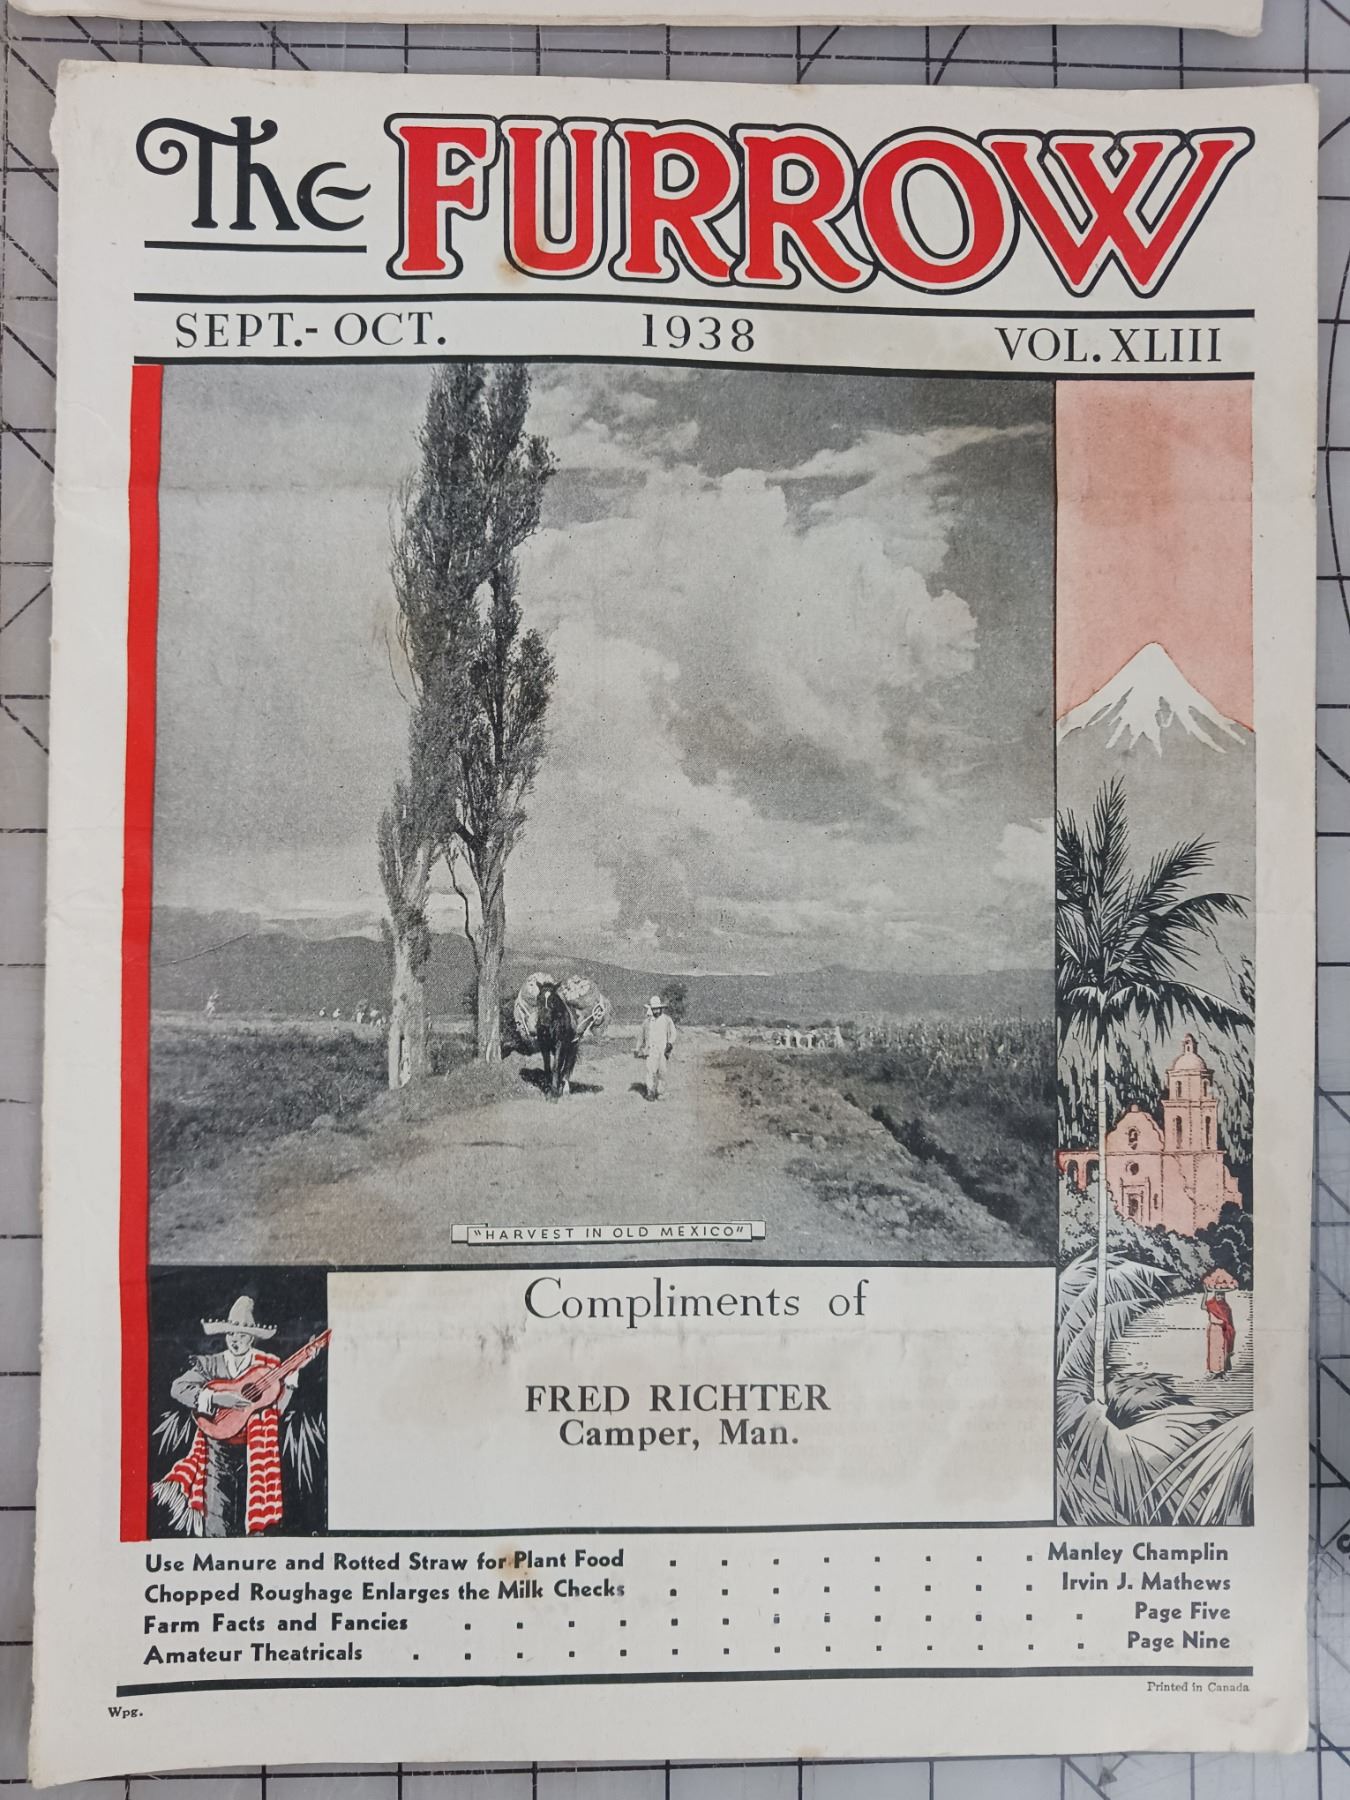 The FURROW
SEPT.- OCT. 1938 VOL. XLIII
"HARVEST IN OLD MEXICO"
Compliments of
FRED RICHTER
Camper, Man.
Use Manure and Rotted Straw for Plant Food . . . . . . . . Manley Champlin
Chopped Roughage Enlarges the Milk Checks . . . . . . . . Irvin J. Mathews
Farm Facts and Fancies . . . . . . . . . . . . . Page Five
Amateur Theatricals . . . . . . . . . . . . . . Page Nine
Printed in Canada
Wpg.